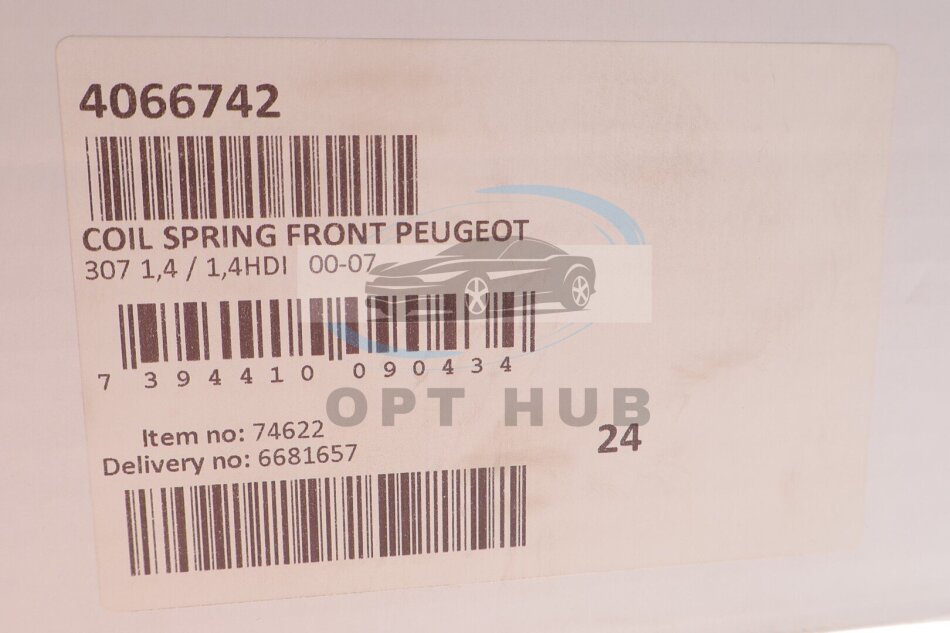 4066742
COIL SPRING FRONT PEUGEOT
307 1,4 / 1,4HDI 00-07
7 394410 090434
OPT HUB
Item no: 74622
24
Delivery no: 6681657